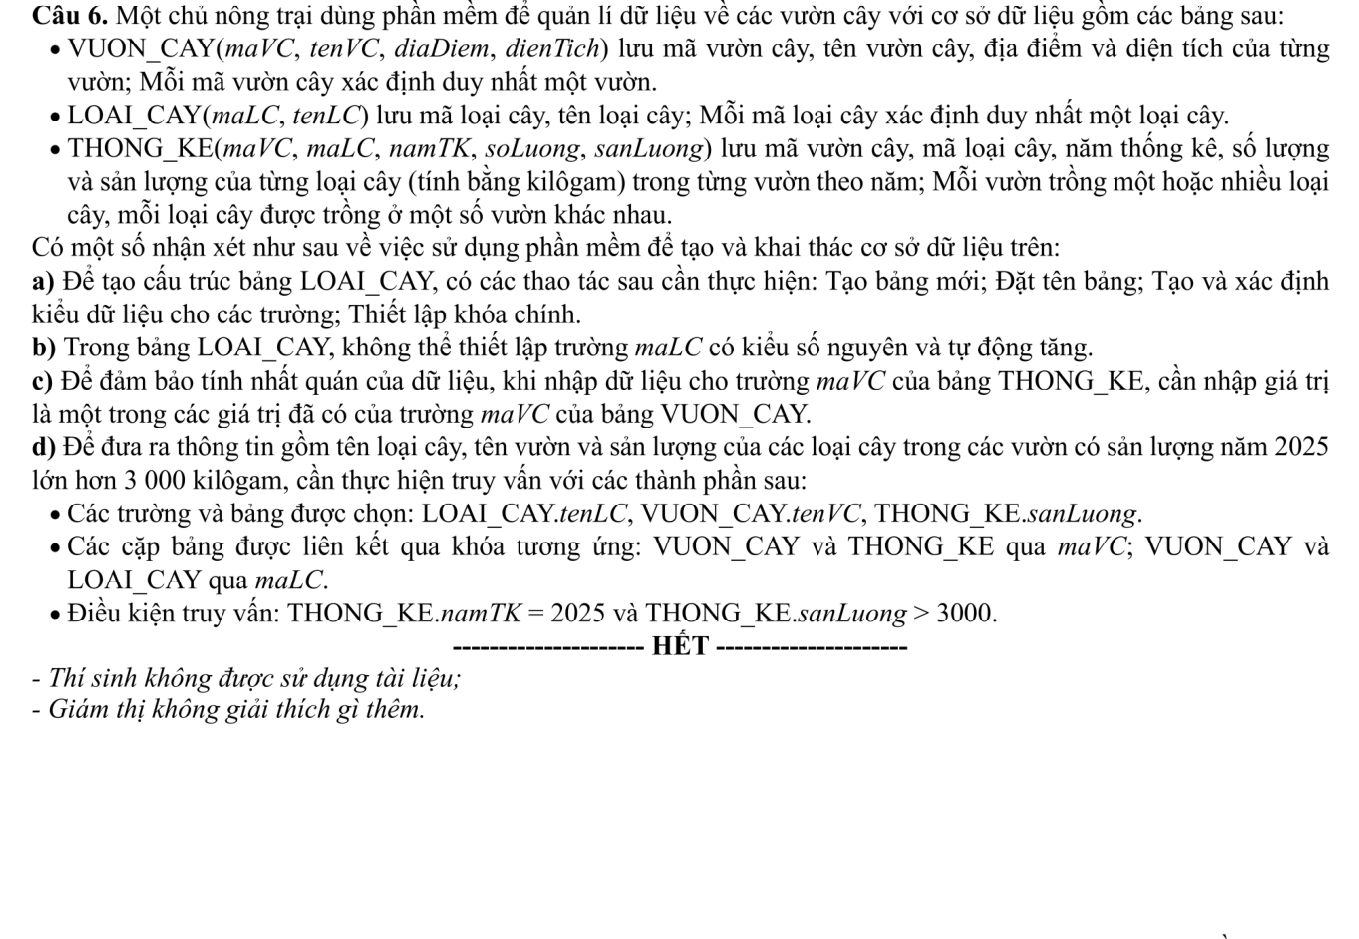 Câu 6. Một chủ nông trại dùng phần mềm để quản lí dữ liệu về các vườn cây với cơ sở dữ liệu gồm các bảng sau:
• VUON_CAY(maVC, tenVC, diaDiem, dienTich) lưu mã vườn cây, tên vườn cây, địa điểm và diện tích của từng
vườn; Mỗi mã vườn cây xác định duy nhất một vườn.
• LOAI_CAY(maLC, tenLC) lưu mã loại cây, tên loại cây; Mỗi mã loại cây xác định duy nhất một loại cây.
• THONG_KE(maVC, maLC, namTK, soLuong, sanLuong) lưu mã vườn cây, mã loại cây, năm thống kê, số lượng
và sản lượng của từng loại cây (tính bằng kilôgam) trong từng vườn theo năm; Mỗi vườn trồng một hoặc nhiều loại
cây, mỗi loại cây được trồng ở một số vườn khác nhau.
Có một số nhận xét như sau về việc sử dụng phần mềm để tạo và khai thác cơ sở dữ liệu trên:
a) Để tạo cấu trúc bảng LOAI_CAY, có các thao tác sau cần thực hiện: Tạo bảng mới; Đặt tên bảng; Tạo và xác định
kiểu dữ liệu cho các trường; Thiết lập khóa chính.
b) Trong bảng LOAI_CAY, không thể thiết lập trường maLC có kiểu số nguyên và tự động tăng.
c) Để đảm bảo tính nhất quán của dữ liệu, khi nhập dữ liệu cho trường maVC của bảng THONG_KE, cần nhập giá trị
là một trong các giá trị đã có của trường maVC của bảng VUON_CAY.
d) Để đưa ra thông tin gồm tên loại cây, tên vườn và sản lượng của các loại cây trong các vườn có sản lượng năm 2025
lớn hơn 3 000 kilôgam, cần thực hiện truy vấn với các thành phần sau:
• Các trường và bảng được chọn: LOAI_CAY.tenLC, VUON_CAY.tenVC, THONG_KE.sanLuong.
• Các cặp bảng được liên kết qua khóa tương ứng: VUON_CAY và THONG_KE qua maVC; VUON_CAY và
LOAI_CAY qua maLC.
• Điều kiện truy vấn: THONG_KE.namTK = 2025 và THONG_KE.sanLuong > 3000.
--------------------- HẾT ---------------------
- Thí sinh không được sử dụng tài liệu;
- Giám thị không giải thích gì thêm.